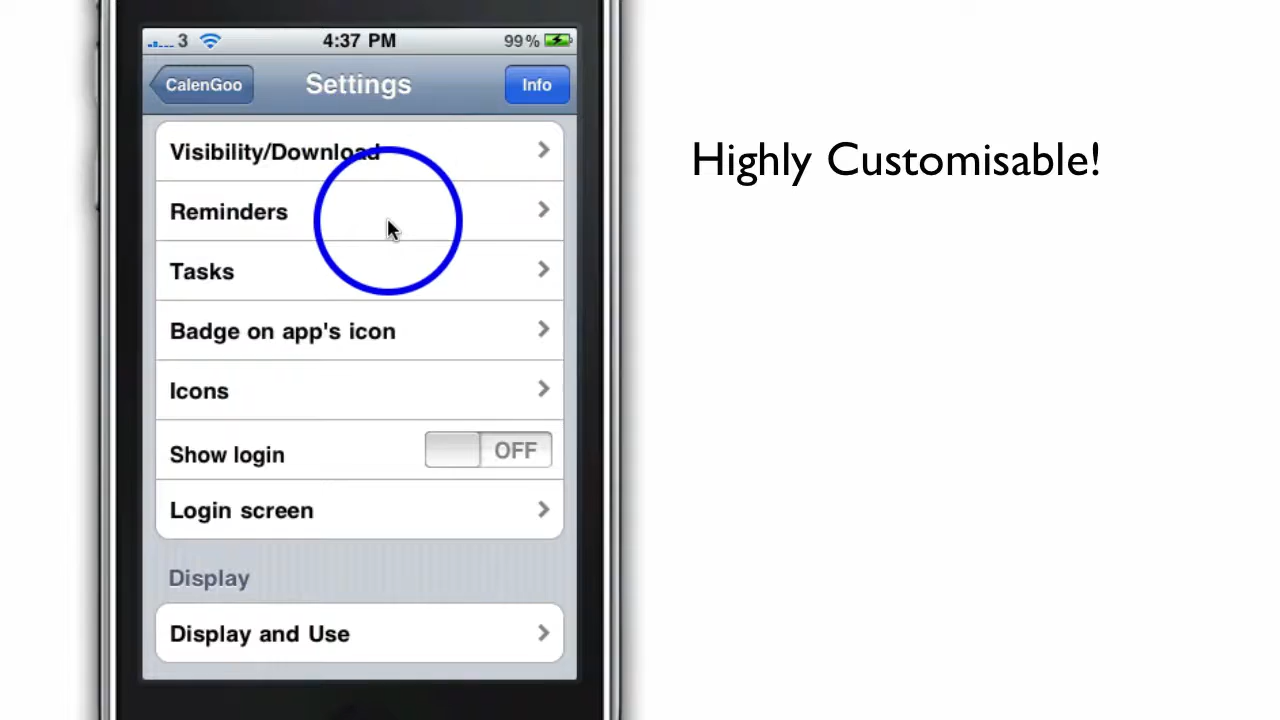 3
4:37 PM
99%
CalenGoo
Settings
Info
Visibility/Download
Reminders
Tasks
Badge on app's icon
Icons
Show login
OFF
Login screen
Display
Display and Use
Highly Customisable!